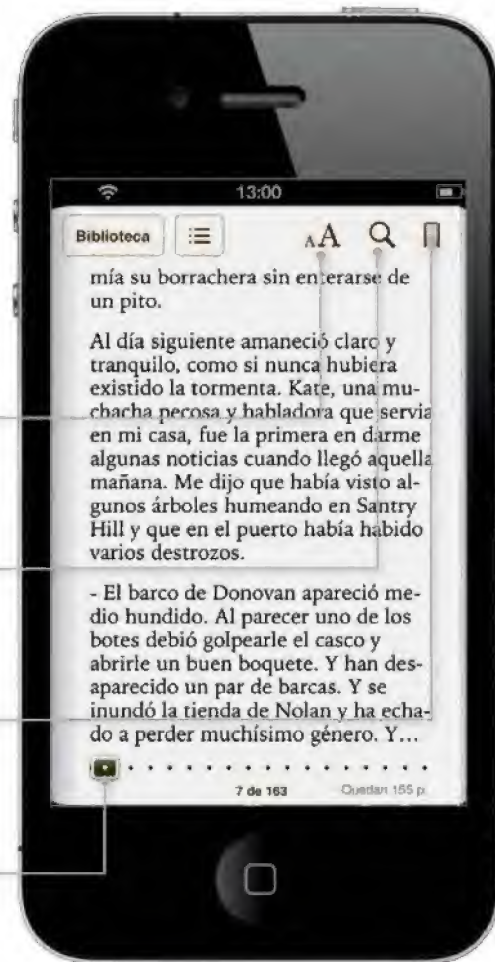 13:00
Biblioteca AA
mía su borrachera sin enterarse de
un pito.
Al día siguiente amaneció claro y
tranquilo, como si nunca hubiera
existido la tormenta. Kate, una mu-
chacha pecosa y habladora que servia
en mi casa, fue la primera en darme
algunas noticias cuando llegó aquella
mañana. Me dijo que había visto al-
gunos árboles humeando en Santry
Hill y que en el puerto había habido
varios destrozos.
- El barco de Donovan apareció me-
dio hundido. Al parecer uno de los
botes debió golpearle el casco y
abrirle un buen boquete. Y han des-
aparecido un par de barcas. Y se
inundó la tienda de Nolan y ha echa-
do a perder muchísimo género. Y...
7 de 163 Quedan 155 p.